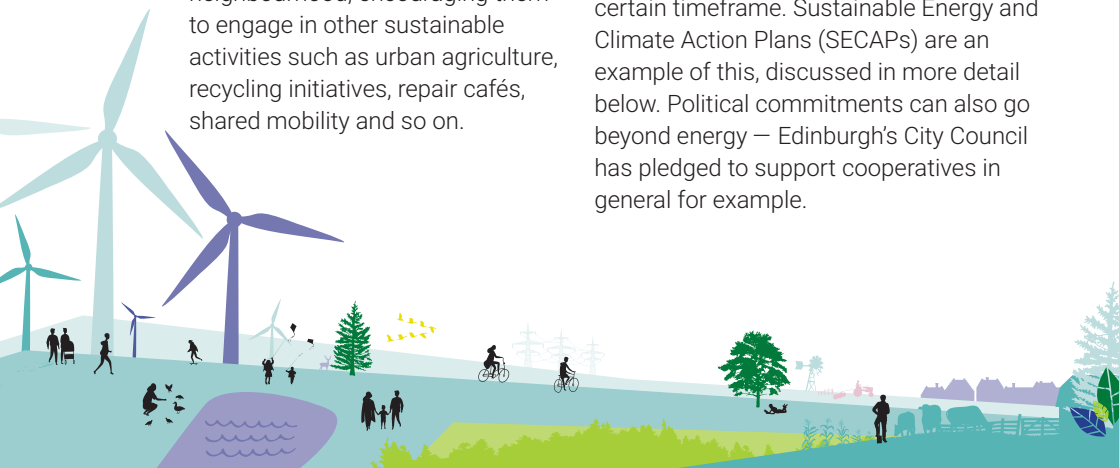 neighbourhood, encouraging them
to engage in other sustainable
activities such as urban agriculture,
recycling initiatives, repair cafés,
shared mobility and so on.
certain timeframe. Sustainable Energy and
Climate Action Plans (SECAPs) are an
example of this, discussed in more detail
below. Political commitments can also go
beyond energy — Edinburgh’s City Council
has pledged to support cooperatives in
general for example.